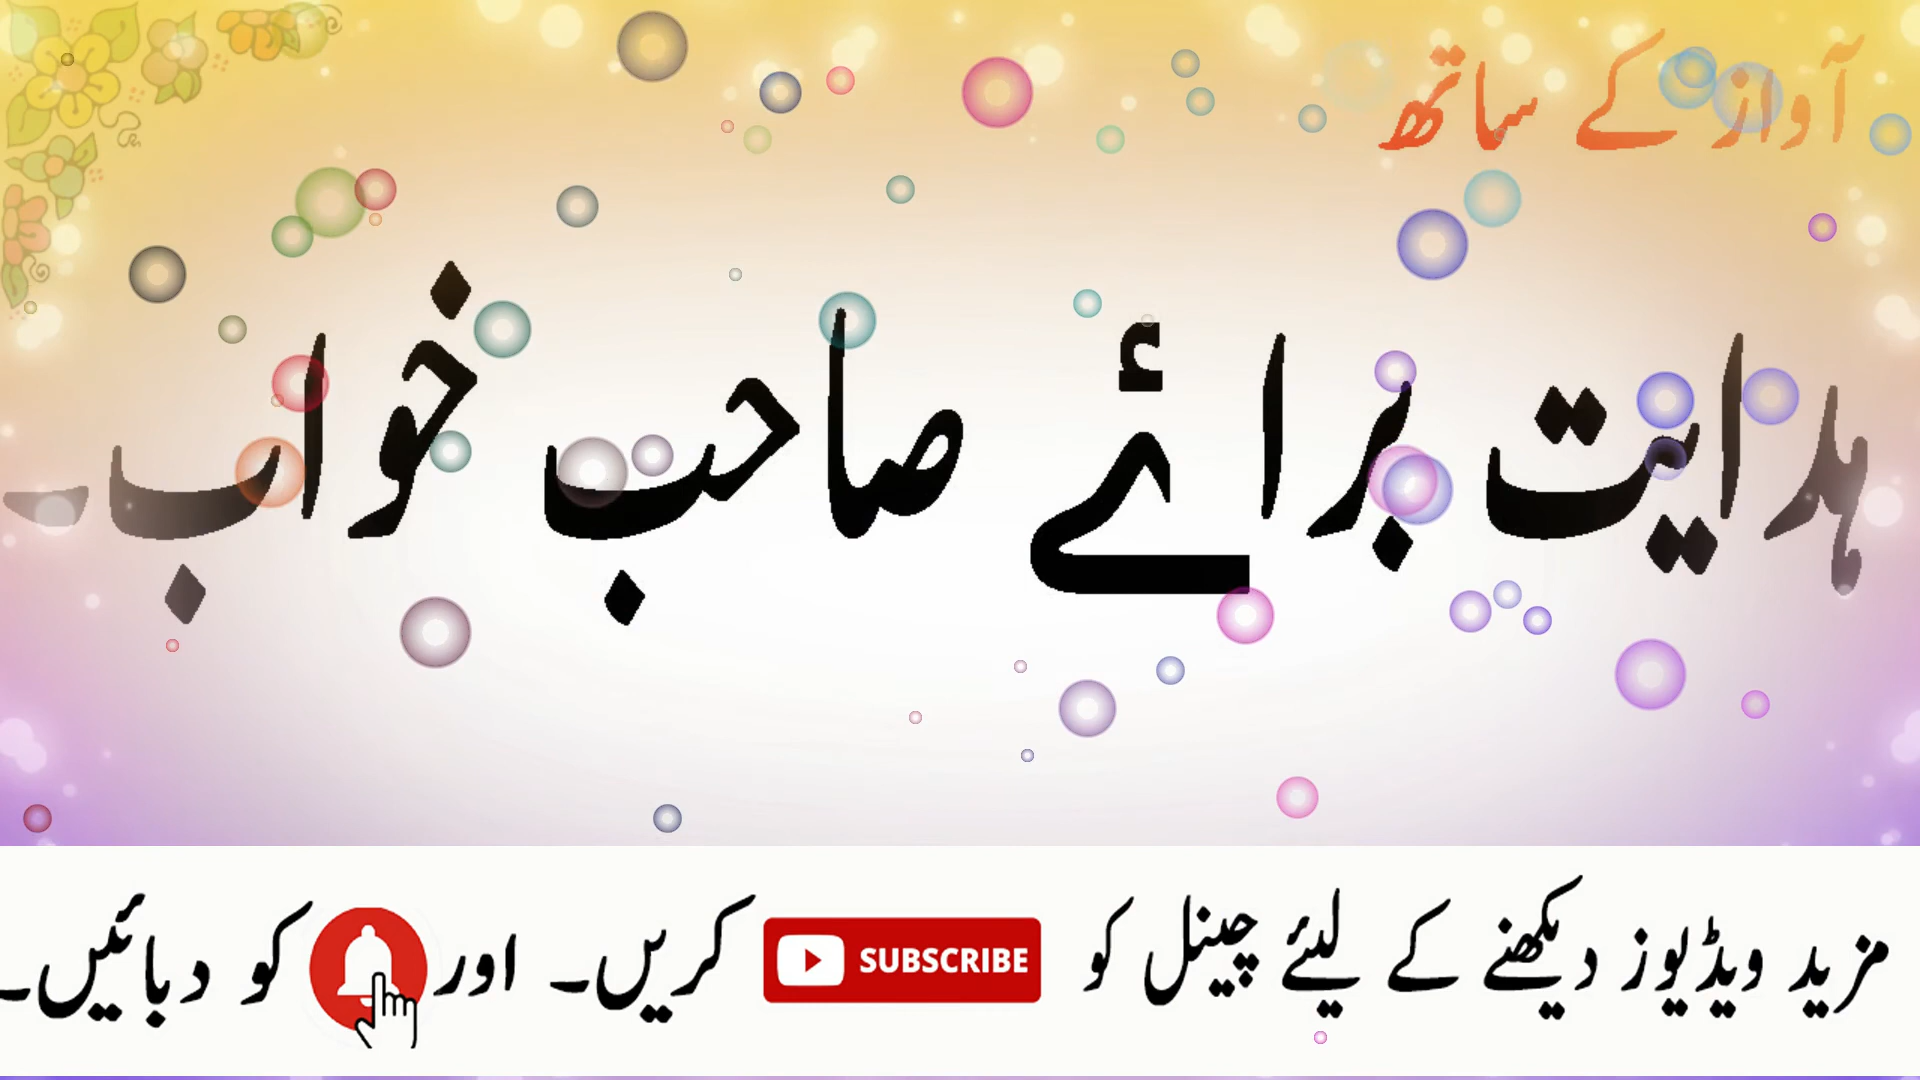 آواز کے ساتھ
ہدایت برائے صاحب خواب۔
مزید ویڈیوز دیکھنے کے لیئے چینل کو SUBSCRIBE کریں۔ اور کو دبائیں۔